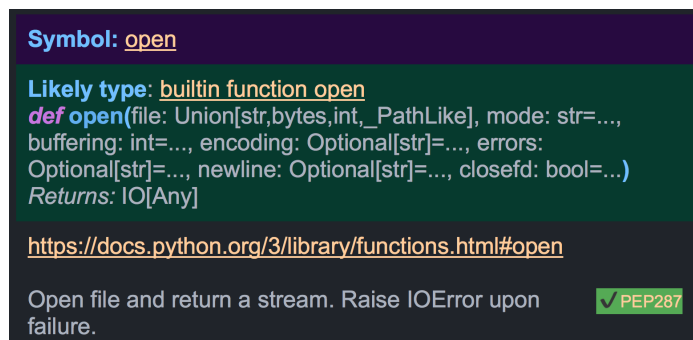 Symbol: open
Likely type: builtin function open
def open(file: Union[str,bytes,int,_PathLike], mode: str=...,
buffering: int=..., encoding: Optional[str]=..., errors:
Optional[str]=..., newline: Optional[str]=..., closefd: bool=...)
Returns: IO[Any]
https://docs.python.org/3/library/functions.html#open
Open file and return a stream. Raise IOError upon
failure.
✔PEP287